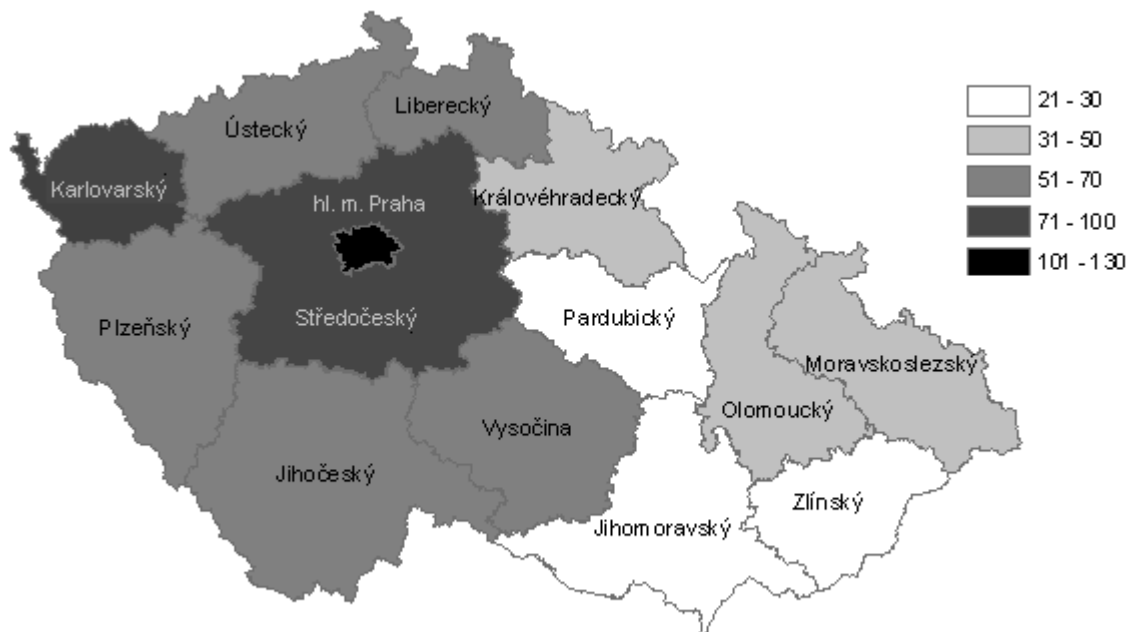 Liberecký
Ústecký
Karlovarský
hl. m. Praha
Královéhradecký
Plzeňský
Středočeský
Pardubický
Moravskoslezský
Olomoucký
Vysočina
Jihočeský
Zlínský
Jihomoravský
21 - 30
31 - 50
51 - 70
71 - 100
101 - 130